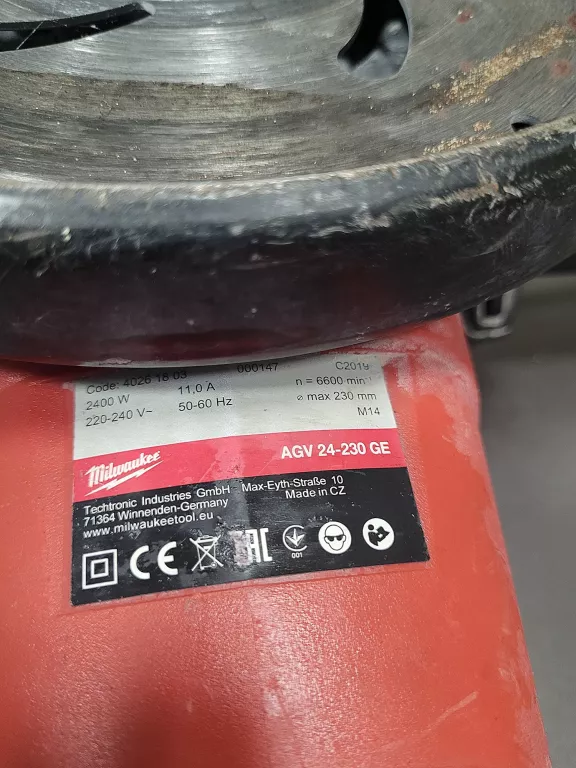 Code: 4026 18 03 000147 C2019
2400 W 11.0 A n = 6600 min⁻¹
220-240 V~ 50-60 Hz ⌀ max 230 mm
M14
Milwaukee
AGV 24-230 GE
Techtronic Industries GmbH Max-Eyth-Straße 10
71364 Winnenden-Germany Made in CZ
www.milwaukeetool.eu
CE EAC 001